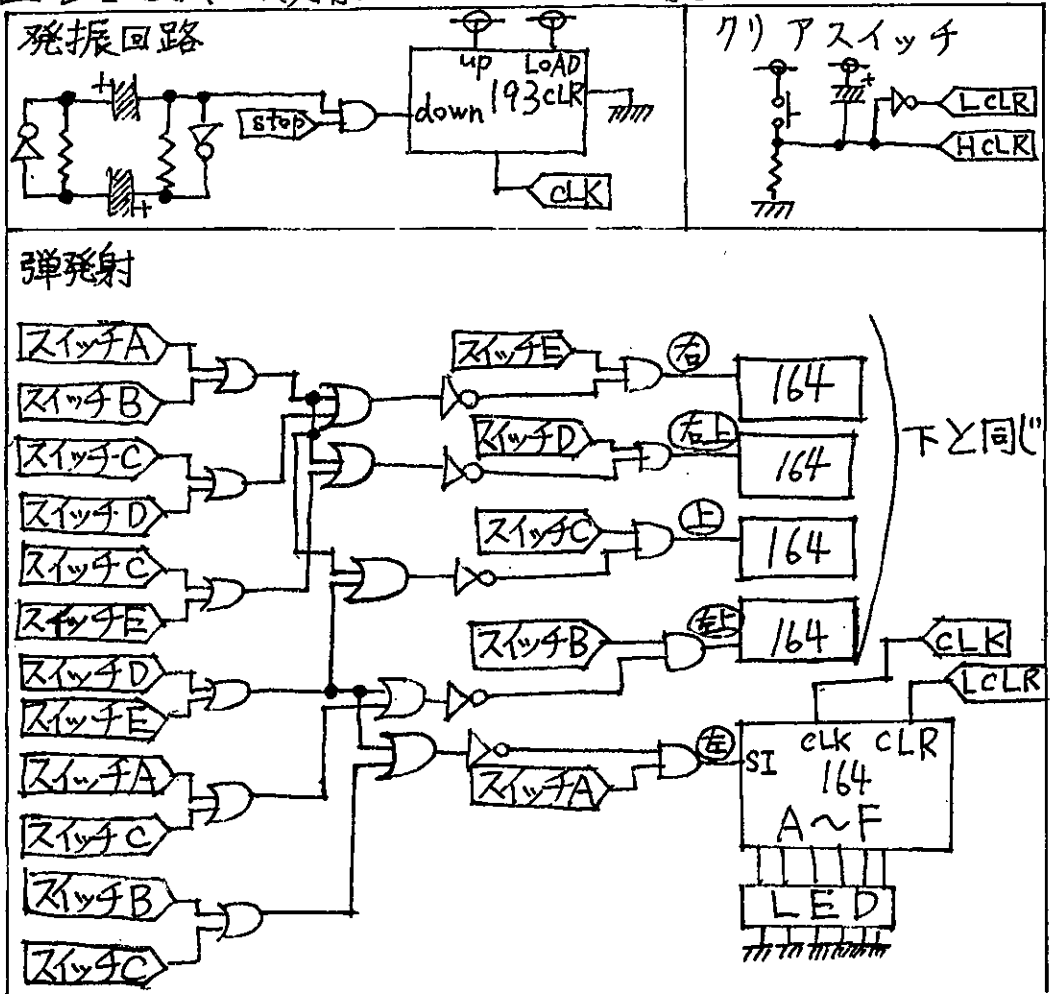 発振回路
up
LOAD
193
CLR
down
stop
CLK
クリアスイッチ
LCLR
HCLR
弾発射
スイッチA
スイッチB
スイッチC
スイッチD
スイッチC
スイッチE
スイッチD
スイッチE
スイッチA
スイッチC
スイッチB
スイッチC
スイッチE
右
164
スイッチD
右上
164
スイッチC
上
164
スイッチB
左上
164
下と同じ
CLK
LCLR
スイッチA
左
SI
CLK CLR
164
A〜F
LED